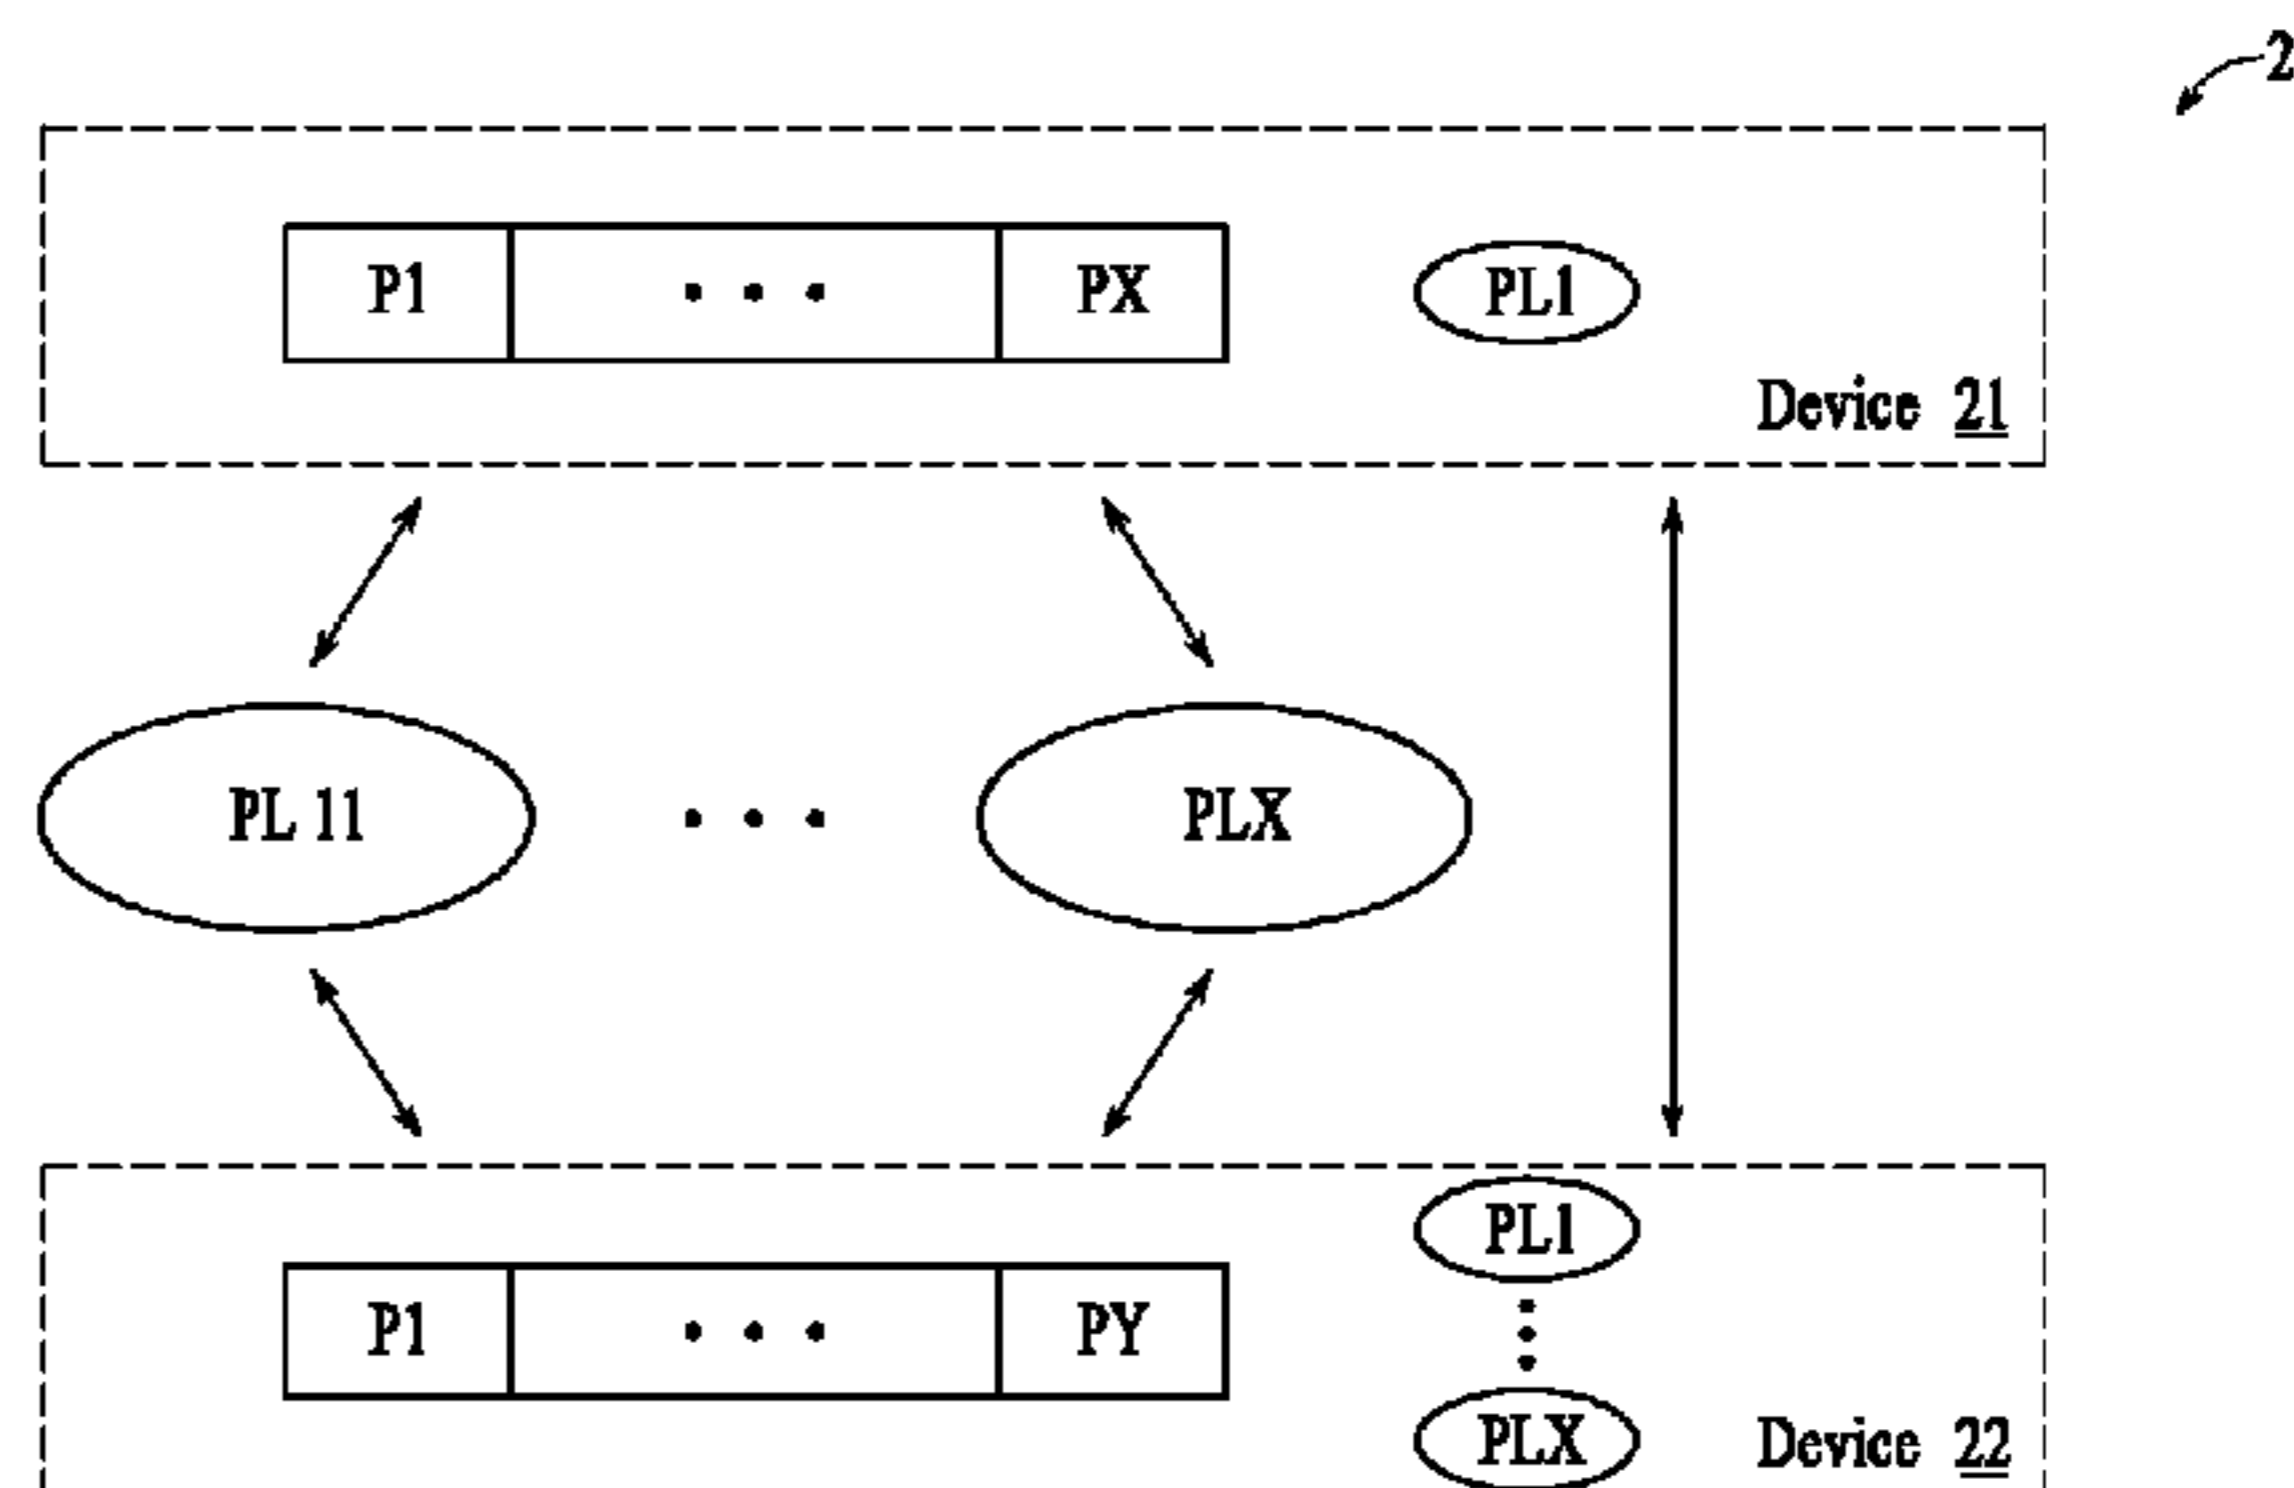 2
P1 • • • PX PL1
Device 21
PL 11 • • • PLX
PL1
P1 • • • PY
PLX
Device 22